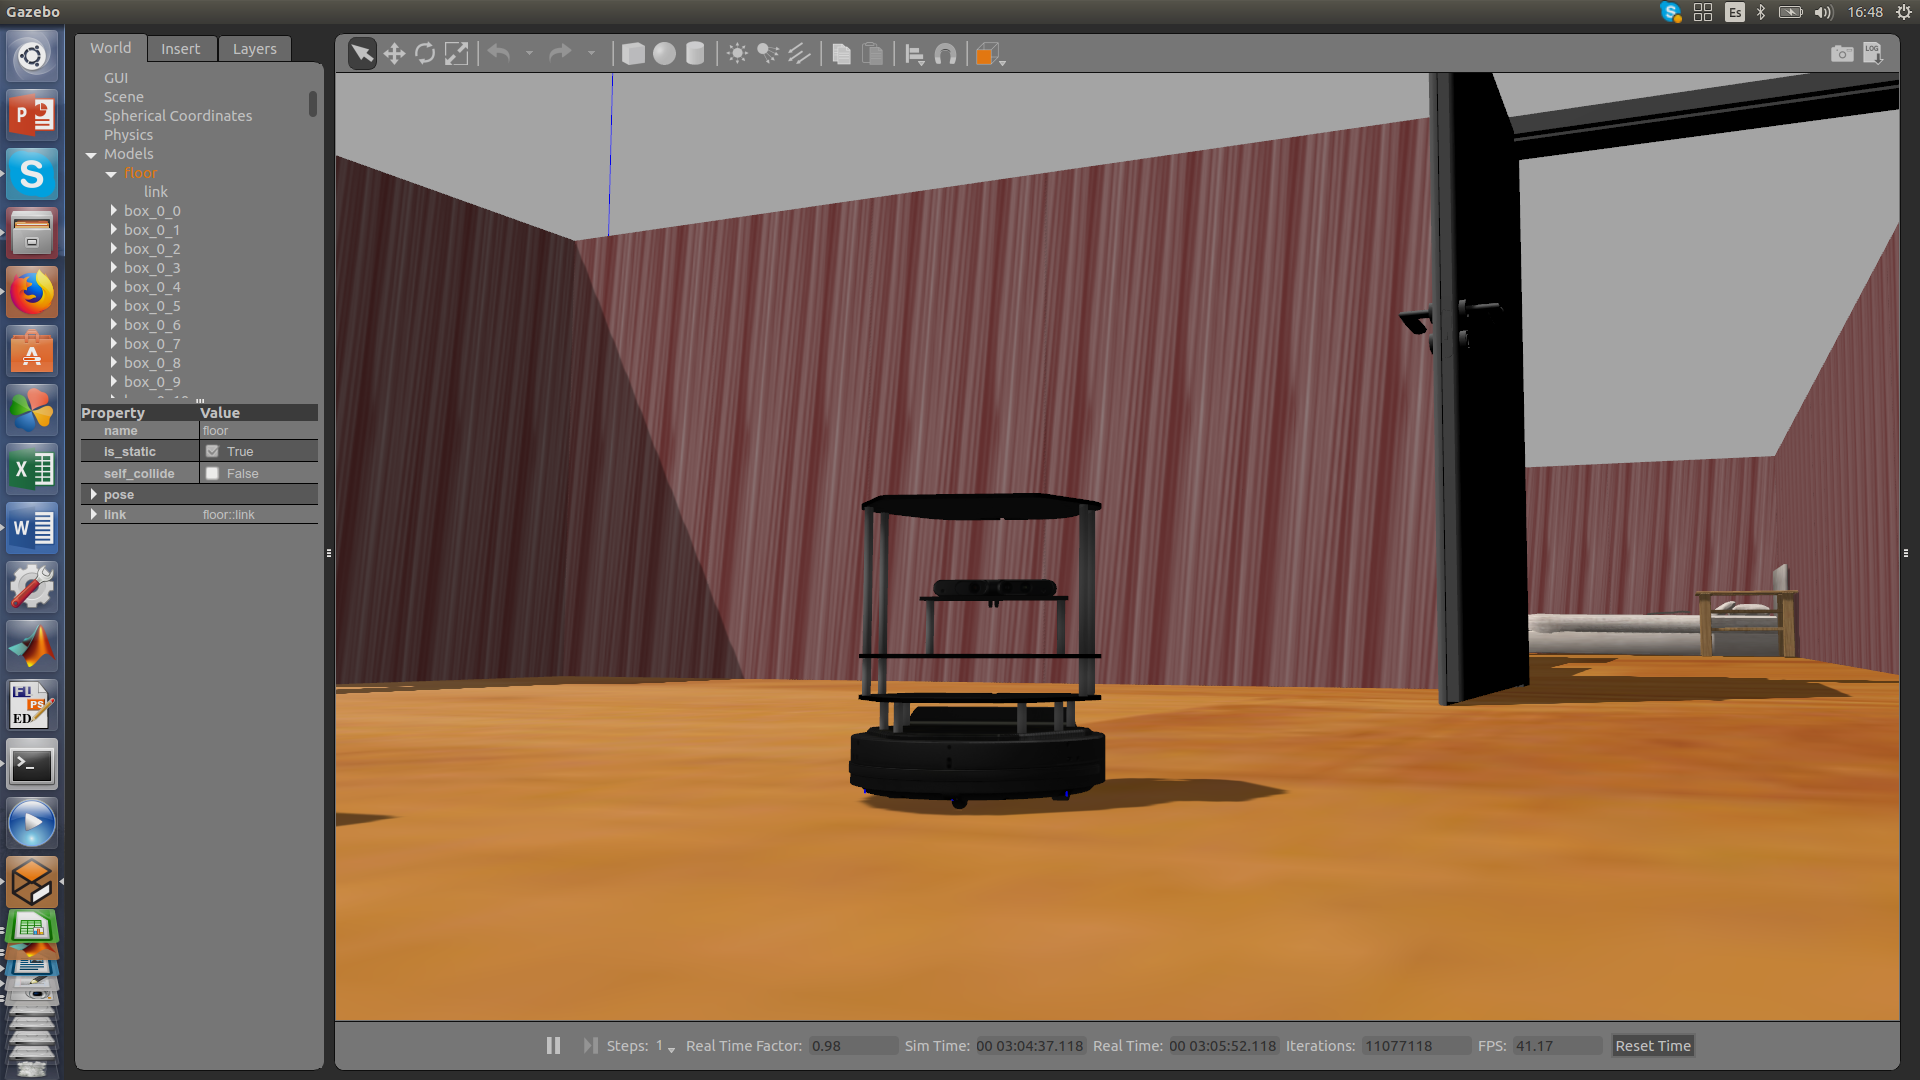 Gazebo
Es
16:48
World Insert Layers
LOG
GUI
Scene
Spherical Coordinates
Physics
Models
floor
link
box_0_0
box_0_1
box_0_2
box_0_3
box_0_4
box_0_5
box_0_6
box_0_7
box_0_8
box_0_9
Property Value
name floor
is_static True
self_collide False
pose
link floor::link
Steps: 1 Real Time Factor: 0.98 Sim Time: 00 03:04:37.118 Real Time: 00 03:05:52.118 Iterations: 11077118 FPS: 41.17 Reset Time